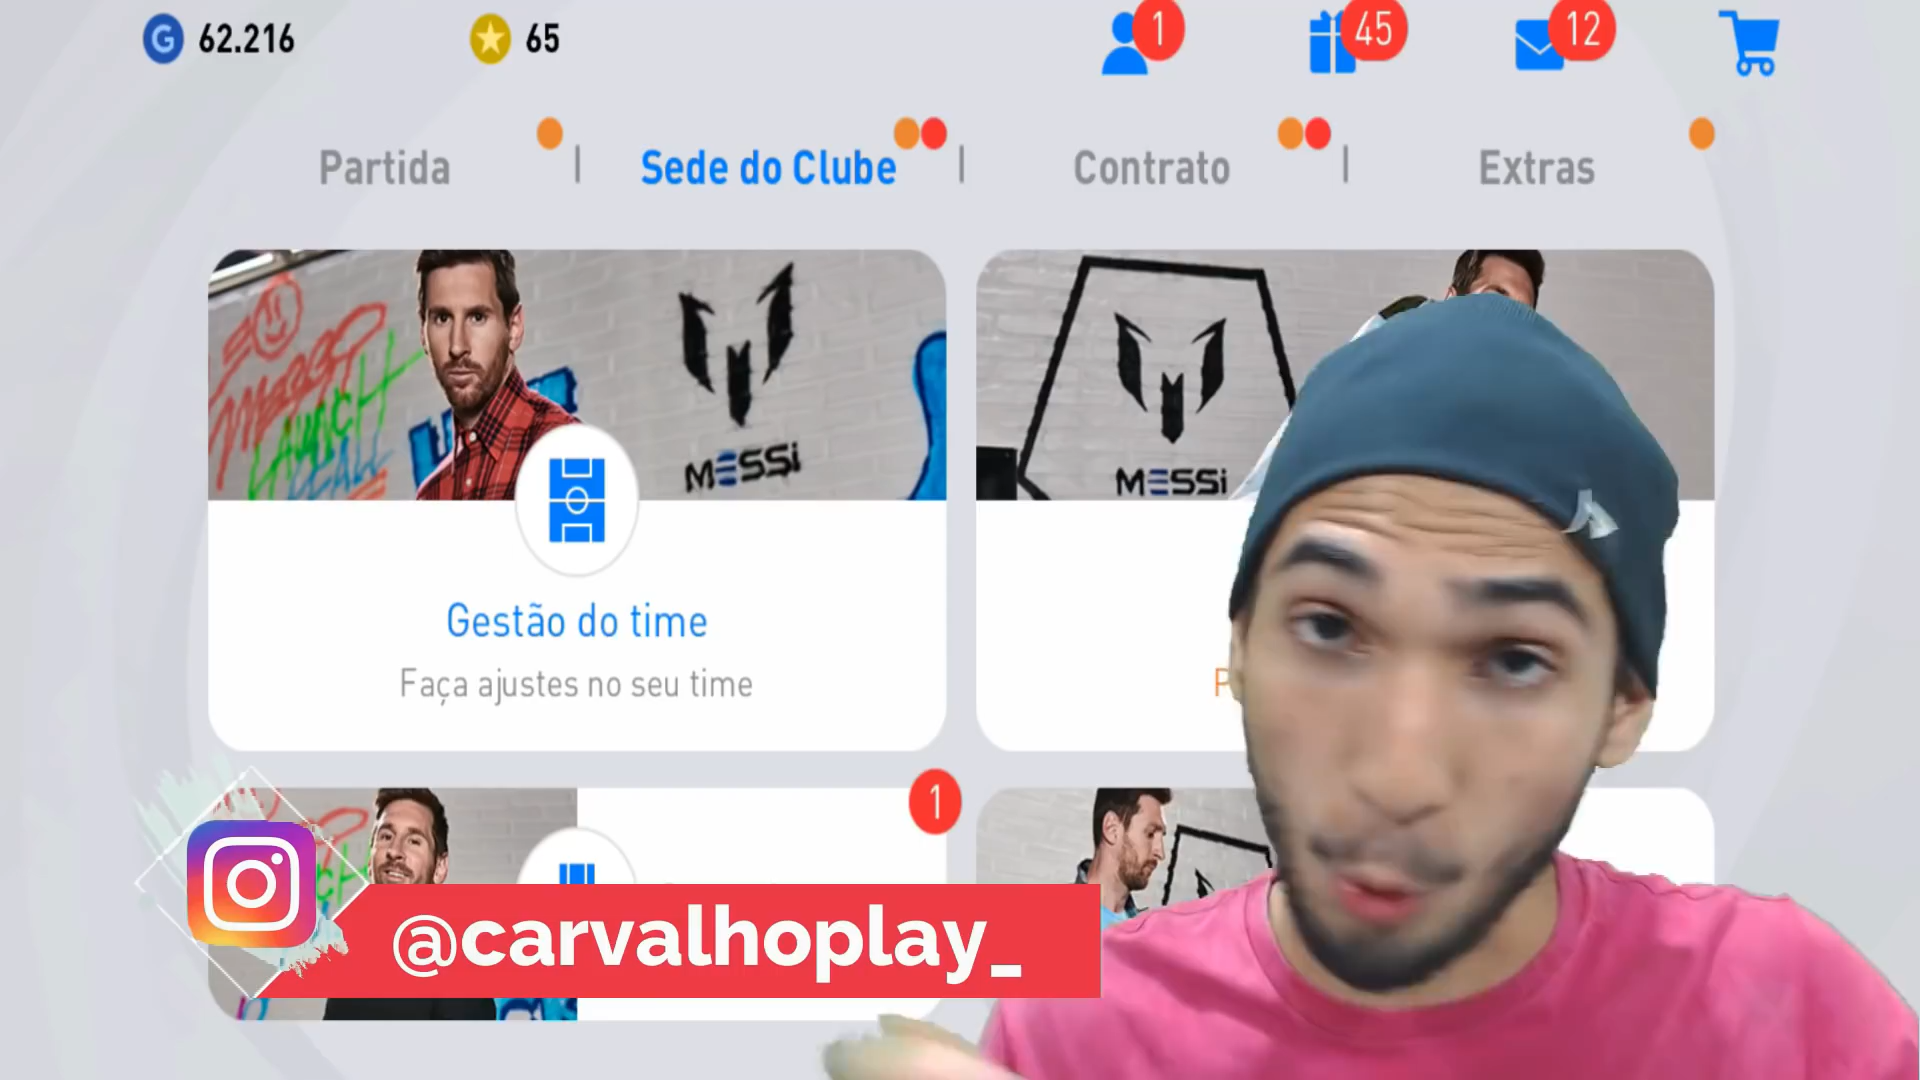 G 62.216
65
1
45
12
Partida | Sede do Clube | Contrato | Extras
MESSi
MESSi
Gestão do time
Faça ajustes no seu time
P
1
@carvalhoplay_